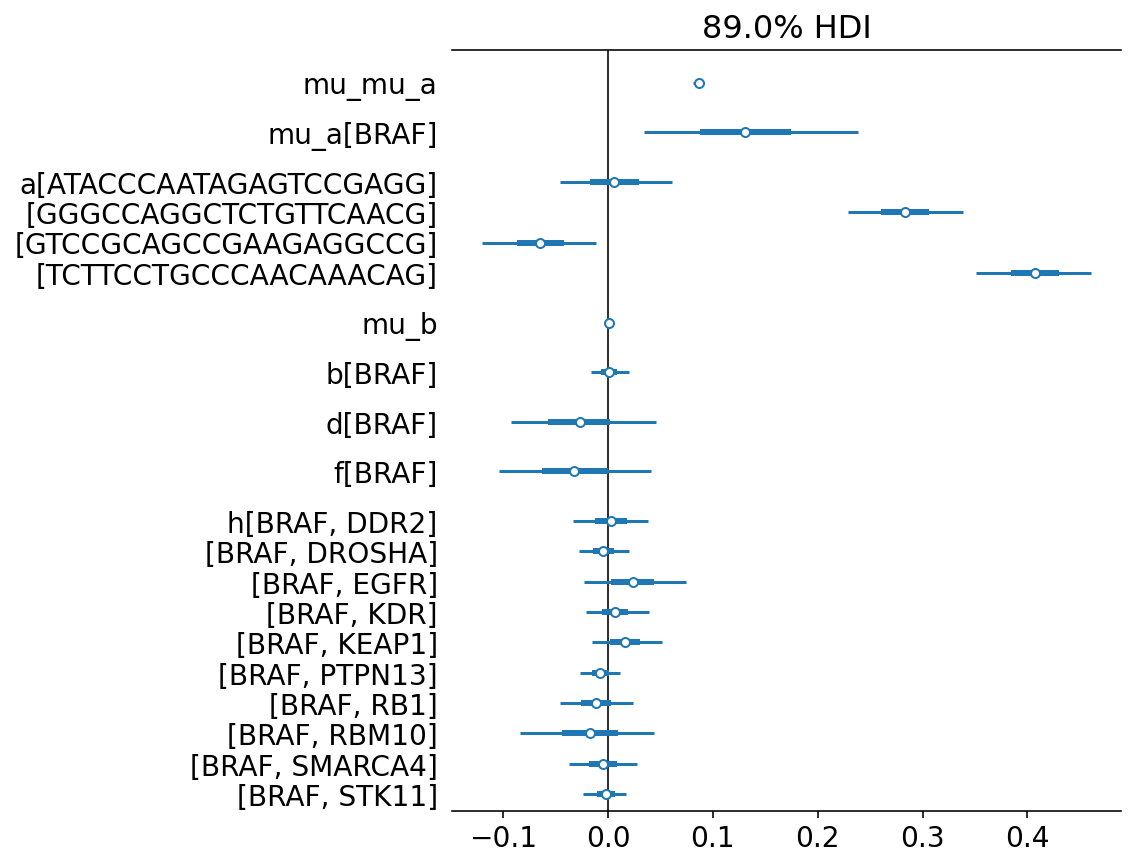 89.0% HDI
mu_mu_a
mu_a[BRAF]
a[ATACCCAATAGAGTCCGAGG]
[GGGCCAGGCTCTGTTCAACG]
[GTCCGCAGCCGAAGAGGCCG]
[TCTTCCTGCCCAACAAACAG]
mu_b
b[BRAF]
d[BRAF]
f[BRAF]
h[BRAF, DDR2]
[BRAF, DROSHA]
[BRAF, EGFR]
[BRAF, KDR]
[BRAF, KEAP1]
[BRAF, PTPN13]
[BRAF, RB1]
[BRAF, RBM10]
[BRAF, SMARCA4]
[BRAF, STK11]
−0.1 0.0 0.1 0.2 0.3 0.4